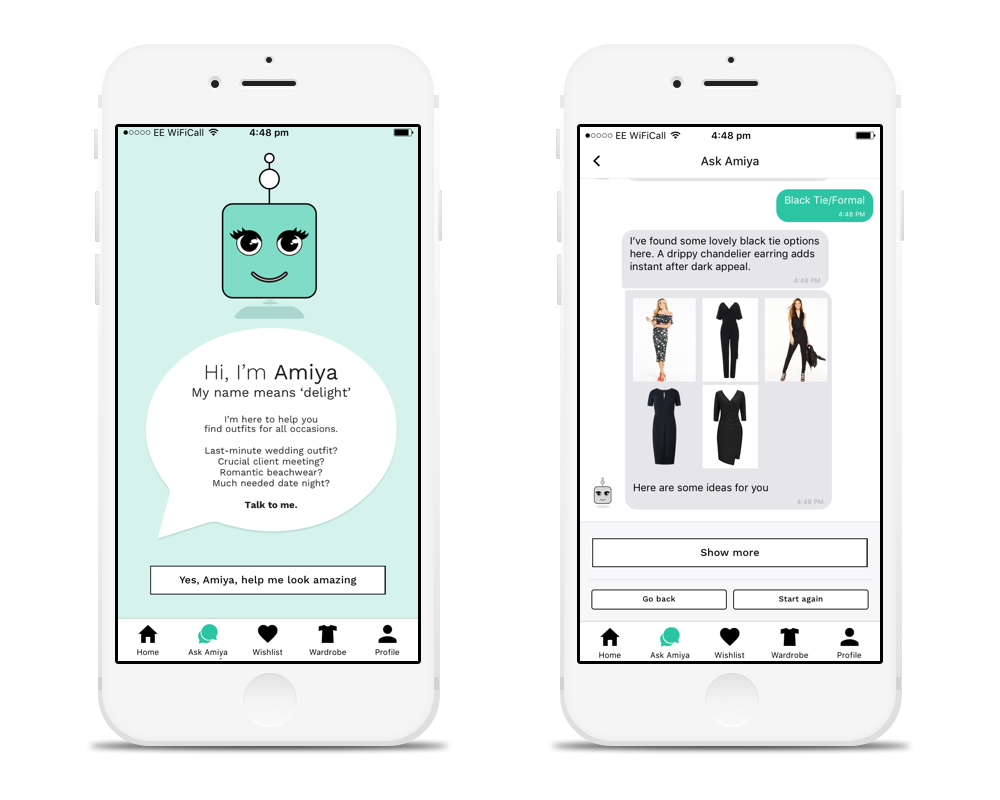 EE WiFiCall 4:48 pm
Hi, I’m Amiya
My name means ‘delight’
I’m here to help you
find outfits for all occasions.
Last-minute wedding outfit?
Crucial client meeting?
Romantic beachwear?
Much needed date night?
Talk to me.
Yes, Amiya, help me look amazing
Home Ask Amiya Wishlist Wardrobe Profile
EE WiFiCall 4:48 pm
Ask Amiya
Black Tie/Formal
4:48 PM
I’ve found some lovely black tie options
here. A drippy chandelier earring adds
instant after dark appeal.
4:48 PM
Here are some ideas for you
4:48 PM
Show more
Go back Start again
Home Ask Amiya Wishlist Wardrobe Profile